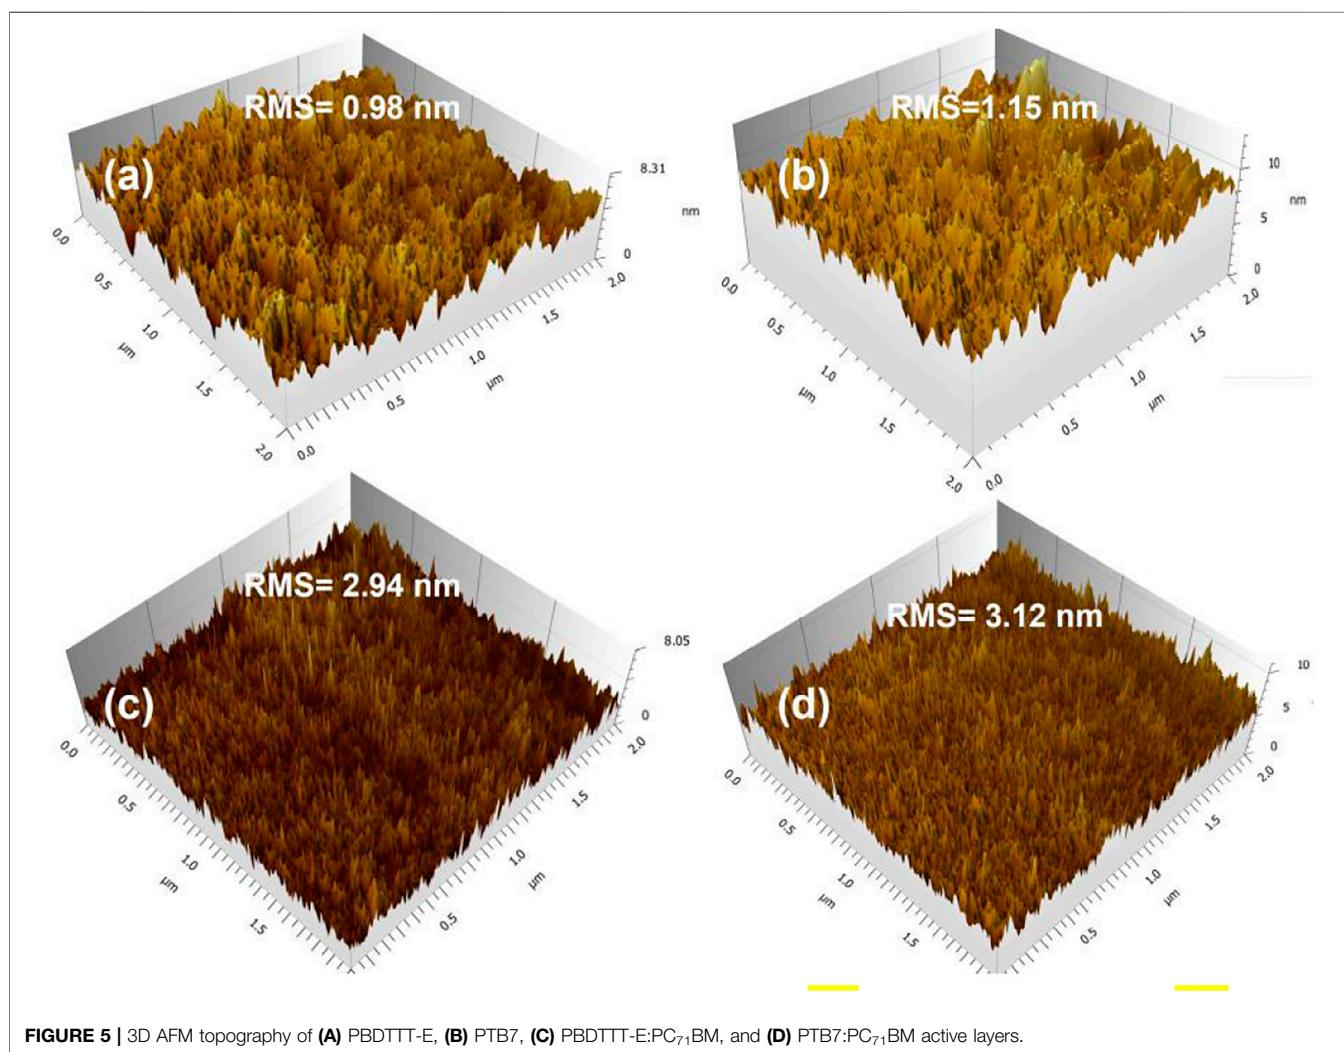 RMS= 0.98 nm
(a)
8.31
nm
0
2.0
1.5
1.0
µm
0.5
0.0
0.0
0.5
1.0
µm
1.5
2.0
RMS=1.15 nm
(b)
10
nm
5
0
2.0
1.5
1.0
µm
0.5
0.0
0.0
0.5
1.0
µm
1.5
2.0
RMS= 2.94 nm
(c)
8.05
0
2.0
1.5
1.0
µm
0.5
0.0
0.5
1.0
µm
1.5
RMS= 3.12 nm
(d)
10
5
0
2.0
1.5
1.0
µm
0.5
0.0
0.5
1.0
µm
1.5
FIGURE 5 | 3D AFM topography of (A) PBDTTT-E, (B) PTB7, (C) PBDTTT-E:PC₇₁BM, and (D) PTB7:PC₇₁BM active layers.